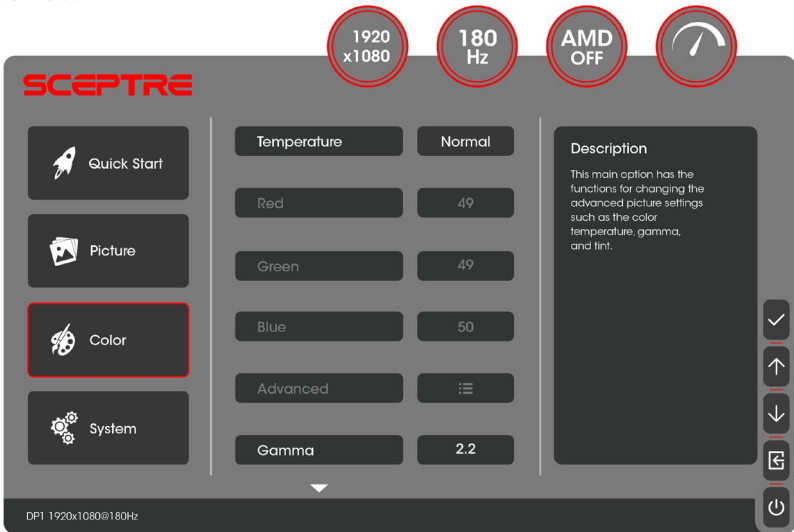 1920
x1080
180
Hz
AMD
OFF
SCEPTRE
Quick Start
Picture
Color
System
Temperature Normal
Red 49
Green 49
Blue 50
Advanced
Gamma 2.2
Description
This main option has the
functions for changing the
advanced picture settings
such as the color
temperature, gamma,
and tint.
DP1 1920x1080@180Hz